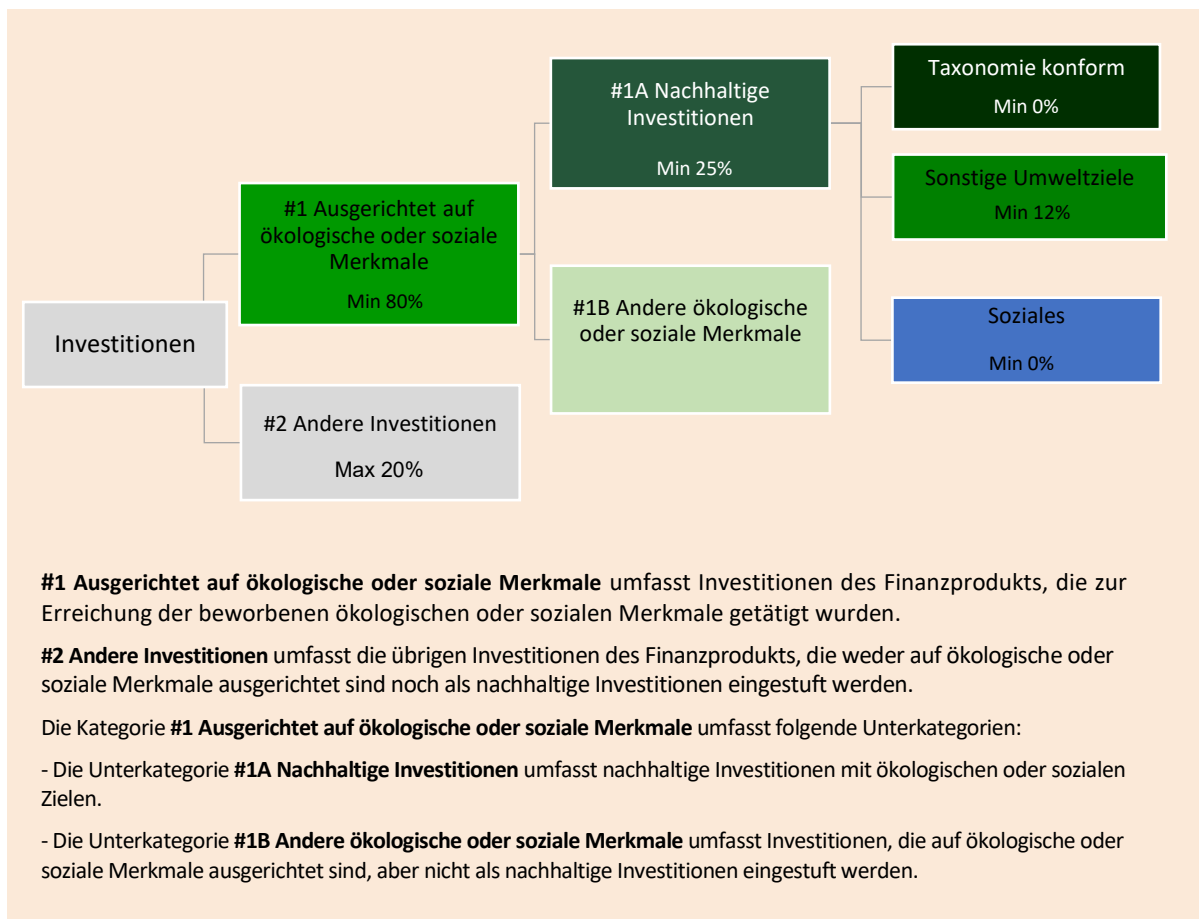 Investitionen
#1 Ausgerichtet auf
ökologische oder soziale
Merkmale
Min 80%
#2 Andere Investitionen
Max 20%
#1A Nachhaltige
Investitionen
Min 25%
#1B Andere ökologische
oder soziale Merkmale
Taxonomie konform
Min 0%
Sonstige Umweltziele
Min 12%
Soziales
Min 0%
#1 Ausgerichtet auf ökologische oder soziale Merkmale umfasst Investitionen des Finanzprodukts, die zur
Erreichung der beworbenen ökologischen oder sozialen Merkmale getätigt wurden.
#2 Andere Investitionen umfasst die übrigen Investitionen des Finanzprodukts, die weder auf ökologische oder
soziale Merkmale ausgerichtet sind noch als nachhaltige Investitionen eingestuft werden.
Die Kategorie #1 Ausgerichtet auf ökologische oder soziale Merkmale umfasst folgende Unterkategorien:
- Die Unterkategorie #1A Nachhaltige Investitionen umfasst nachhaltige Investitionen mit ökologischen oder sozialen
Zielen.
- Die Unterkategorie #1B Andere ökologische oder soziale Merkmale umfasst Investitionen, die auf ökologische oder
soziale Merkmale ausgerichtet sind, aber nicht als nachhaltige Investitionen eingestuft werden.